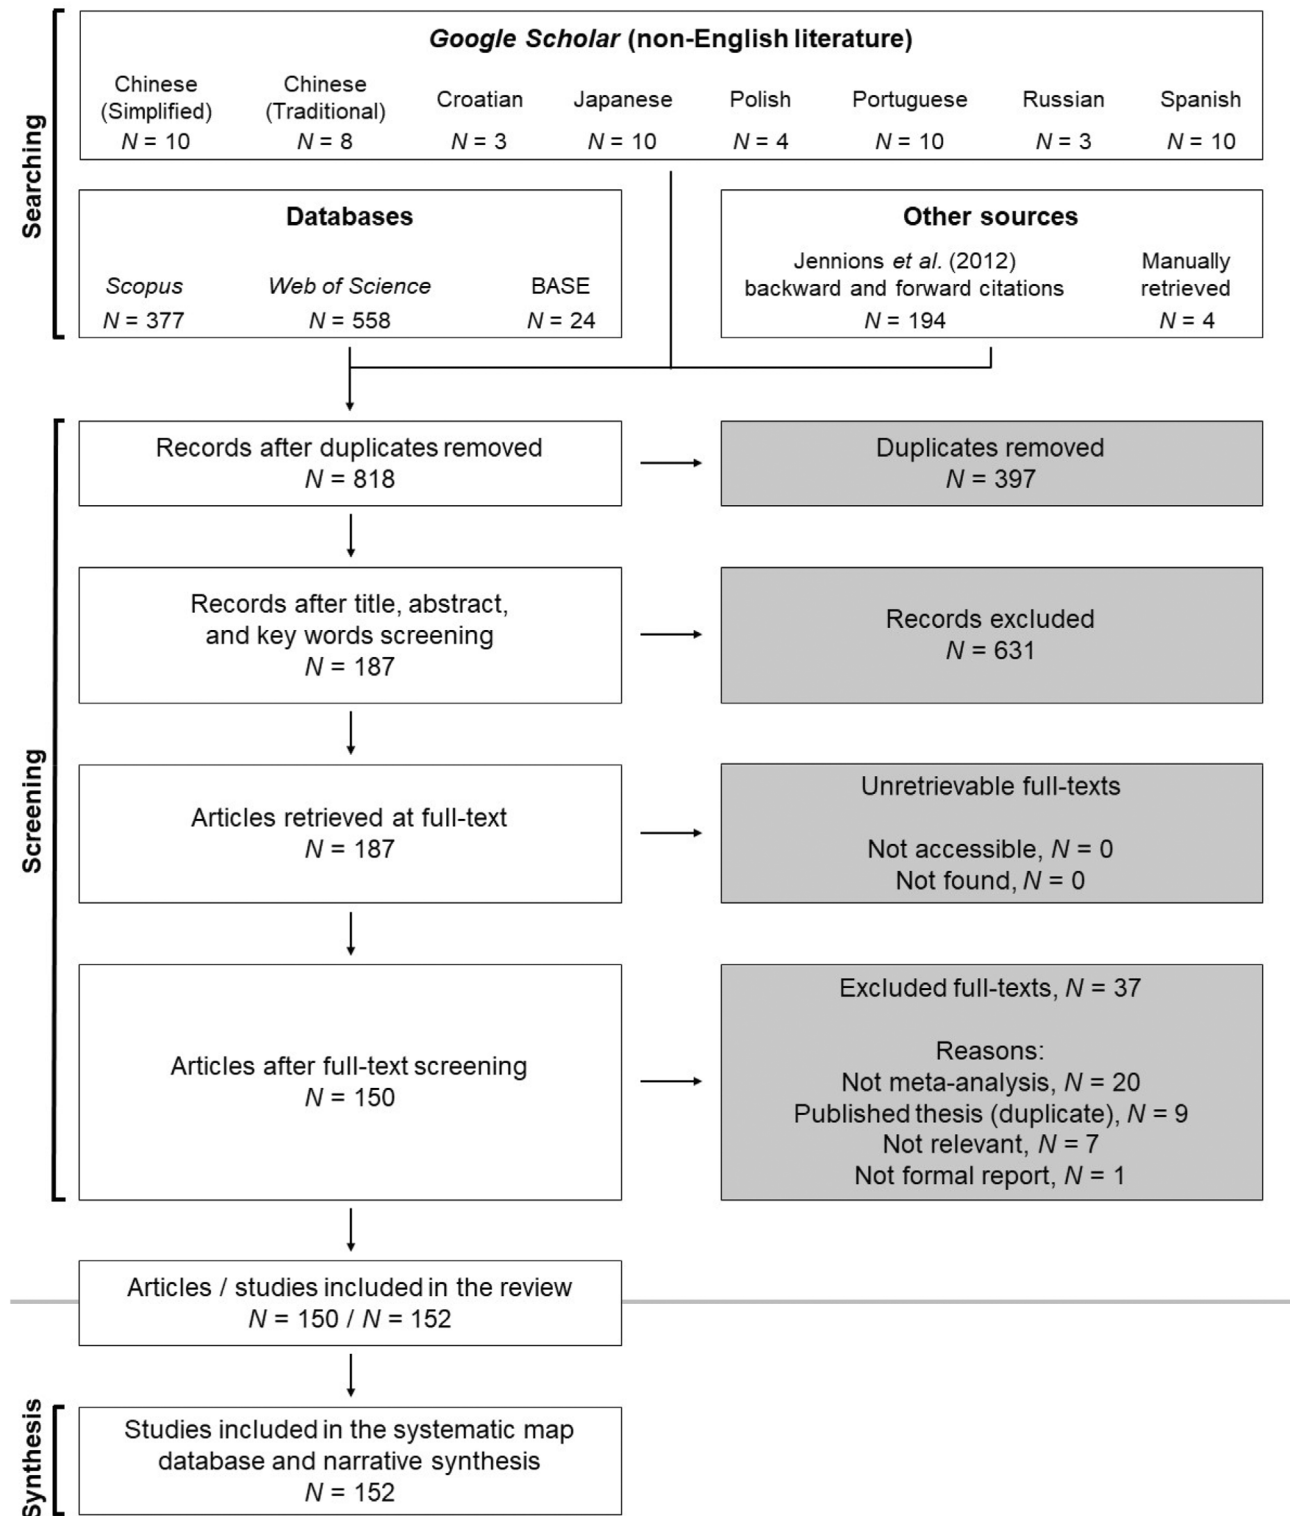 Searching
Google Scholar (non-English literature)
Chinese
(Simplified)
N = 10
Chinese
(Traditional)
N = 8
Croatian
N = 3
Japanese
N = 10
Polish
N = 4
Portuguese
N = 10
Russian
N = 3
Spanish
N = 10
Databases
Scopus
N = 377
Web of Science
N = 558
BASE
N = 24
Other sources
Jennions et al. (2012)
backward and forward citations
N = 194
Manually
retrieved
N = 4
Screening
Records after duplicates removed
N = 818
Duplicates removed
N = 397
Records after title, abstract,
and key words screening
N = 187
Records excluded
N = 631
Articles retrieved at full-text
N = 187
Unretrievable full-texts
Not accessible, N = 0
Not found, N = 0
Articles after full-text screening
N = 150
Excluded full-texts, N = 37
Reasons:
Not meta-analysis, N = 20
Published thesis (duplicate), N = 9
Not relevant, N = 7
Not formal report, N = 1
Articles / studies included in the review
N = 150 / N = 152
Synthesis
Studies included in the systematic map
database and narrative synthesis
N = 152